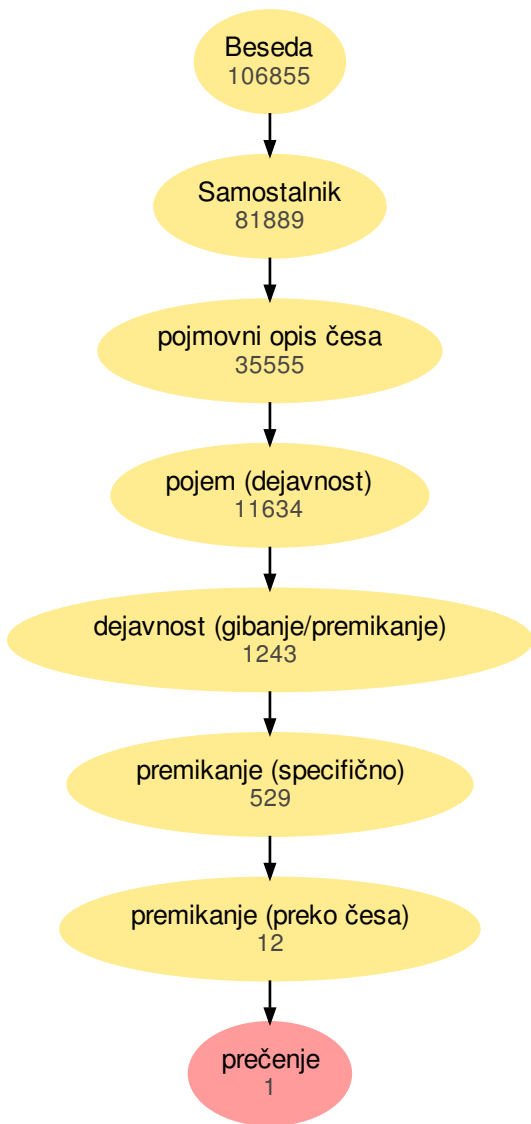 Beseda
106855
Samostalnik
81889
pojmovni opis česa
35555
pojem (dejavnost)
11634
dejavnost (gibanje/premikanje)
1243
premikanje (specifično)
529
premikanje (preko česa)
12
prečenje
1